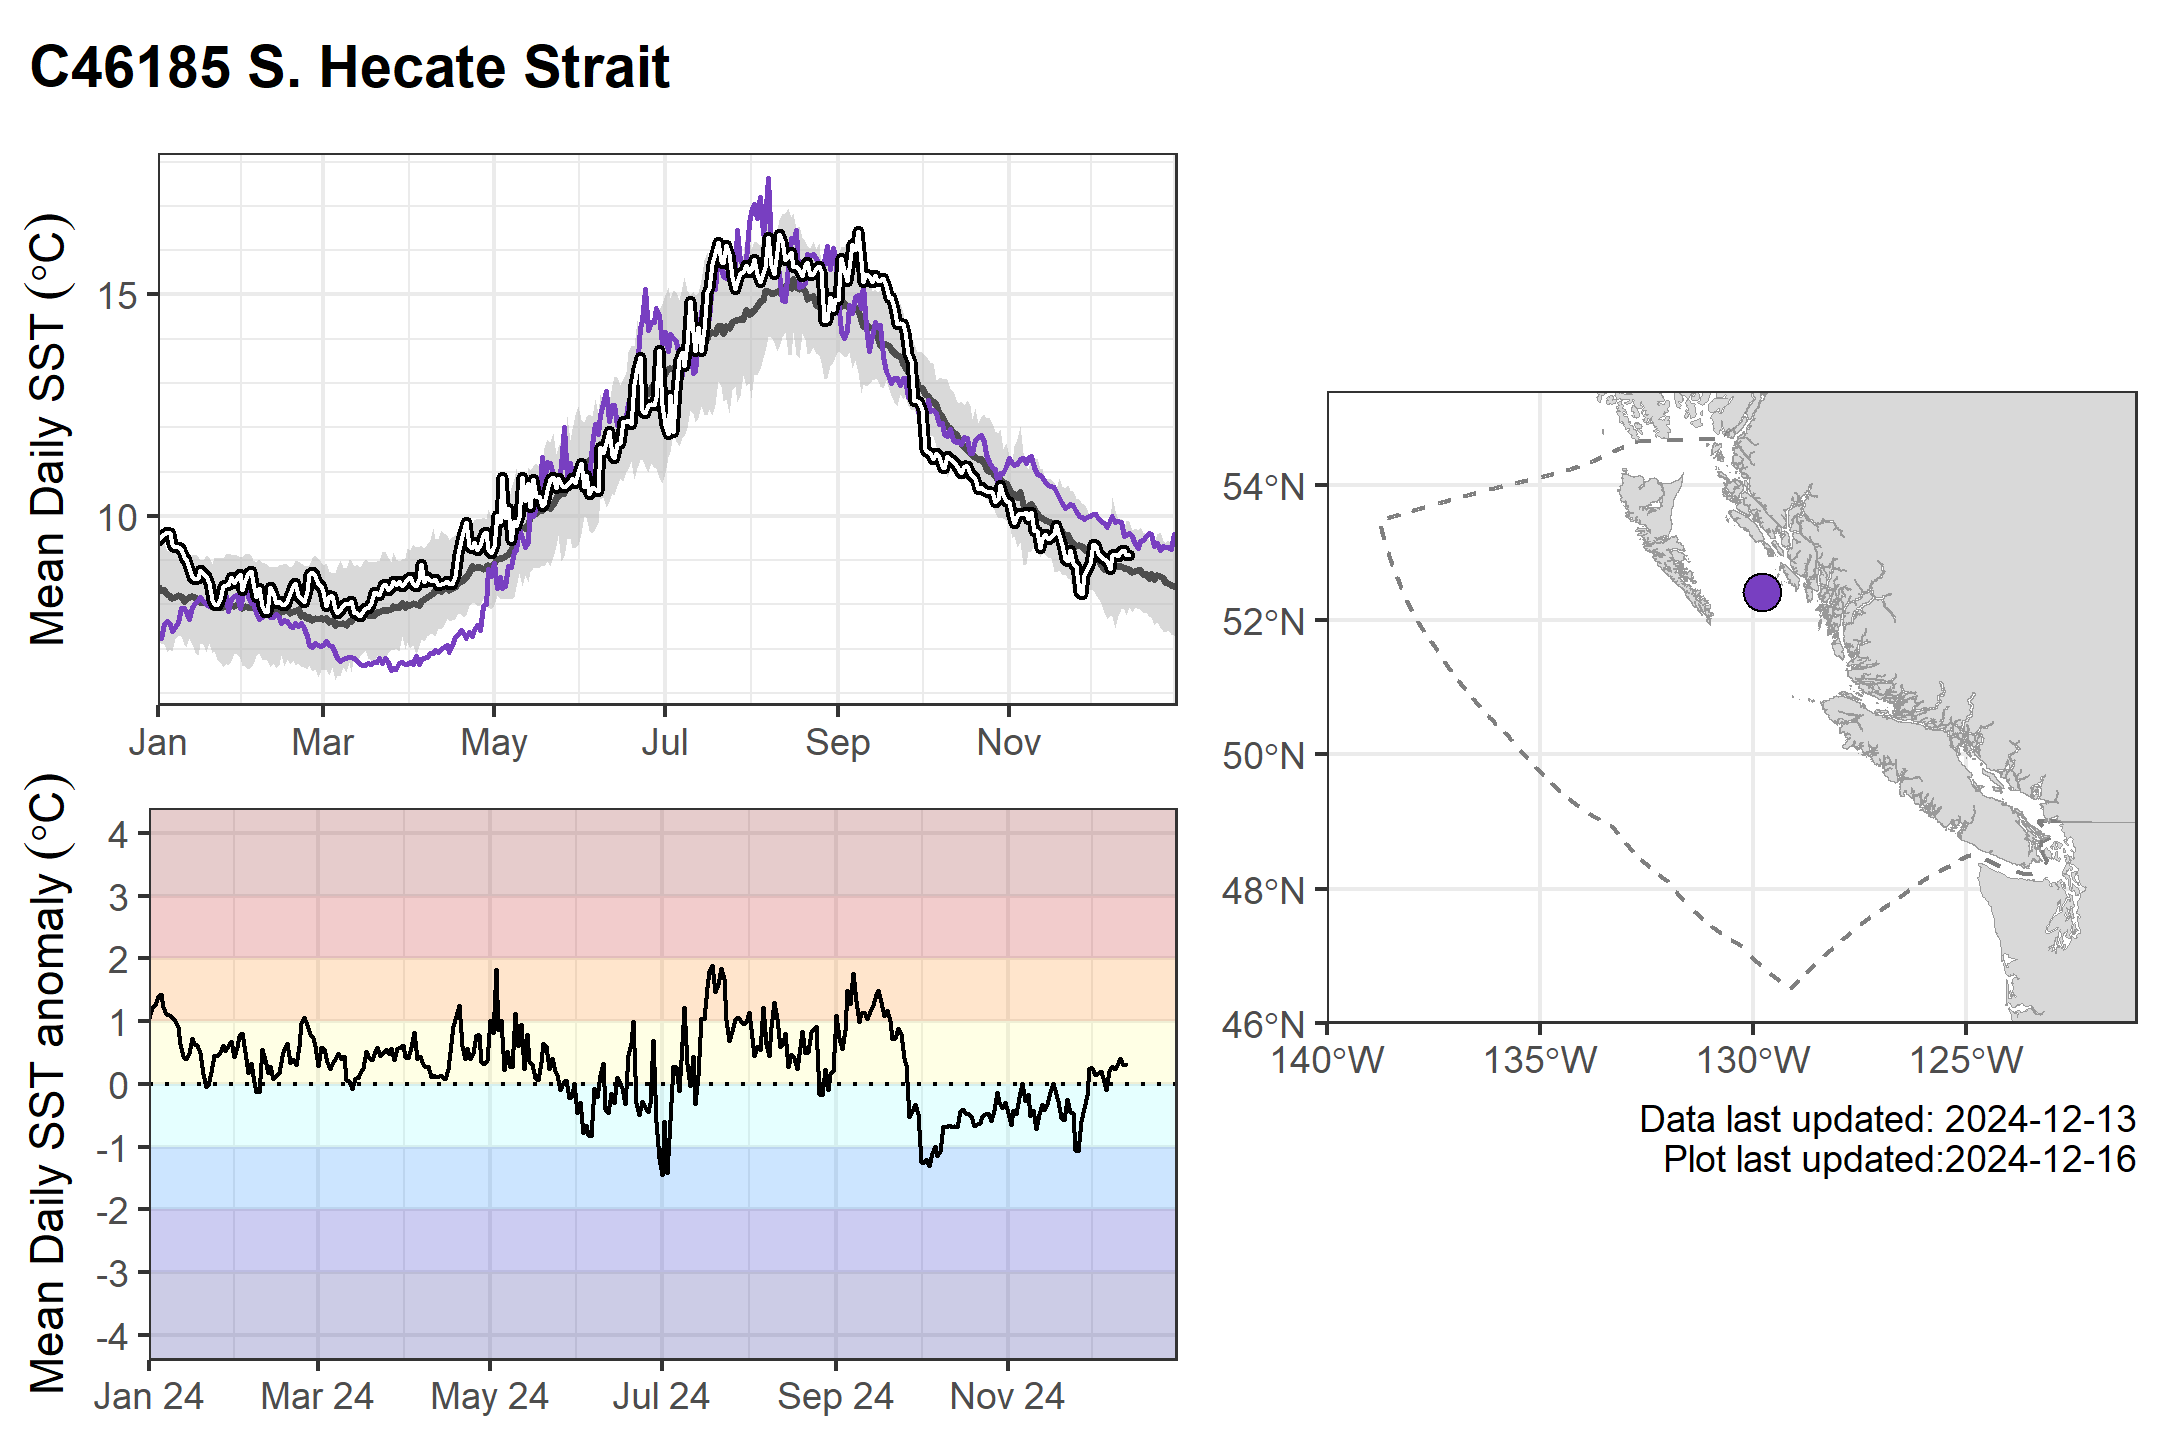 C46185 S. Hecate Strait
Mean Daily SST (°C)
15
10
Jan Mar May Jul Sep Nov
Mean Daily SST anomaly (°C)
4
3
2
1
0
-1
-2
-3
-4
Jan 24 Mar 24 May 24 Jul 24 Sep 24 Nov 24
54°N
52°N
50°N
48°N
46°N
140°W 135°W 130°W 125°W
Data last updated: 2024-12-13
Plot last updated:2024-12-16